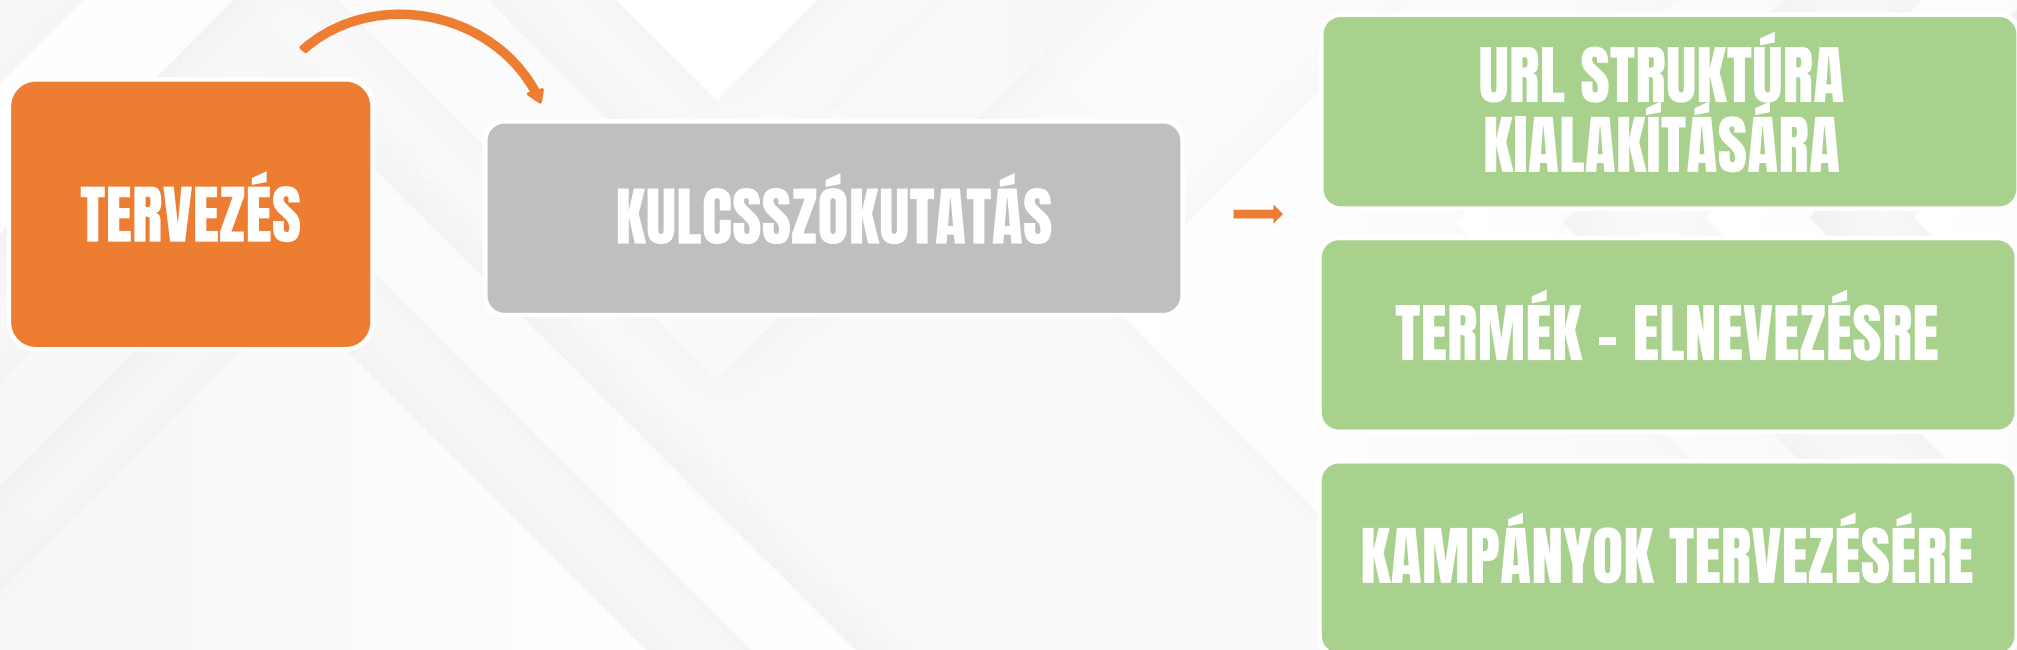 TERVEZÉS
KULCSSZÓKUTATÁS
URL STRUKTÚRA
KIALAKÍTÁSÁRA
TERMÉK - ELNEVEZÉSRE
KAMPÁNYOK TERVEZÉSÉRE